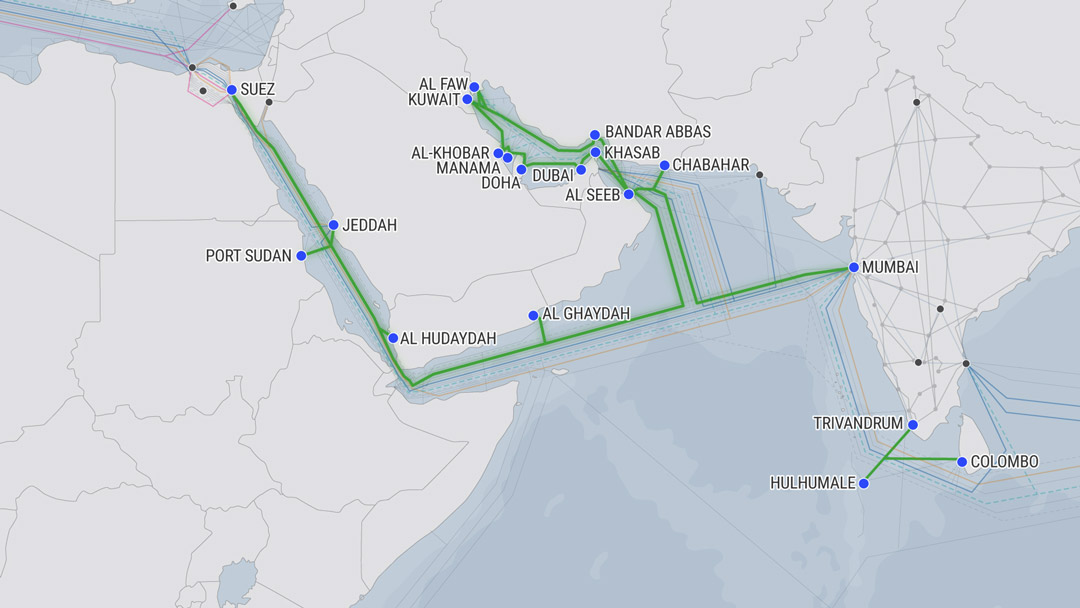 SUEZ
AL FAW
KUWAIT
BANDAR ABBAS
AL-KHOBAR
KHASAB
MANAMA
CHABAHAR
DOHA
DUBAI
AL SEEB
JEDDAH
PORT SUDAN
MUMBAI
AL GHAYDAH
AL HUDAYDAH
TRIVANDRUM
COLOMBO
HULHUMALE